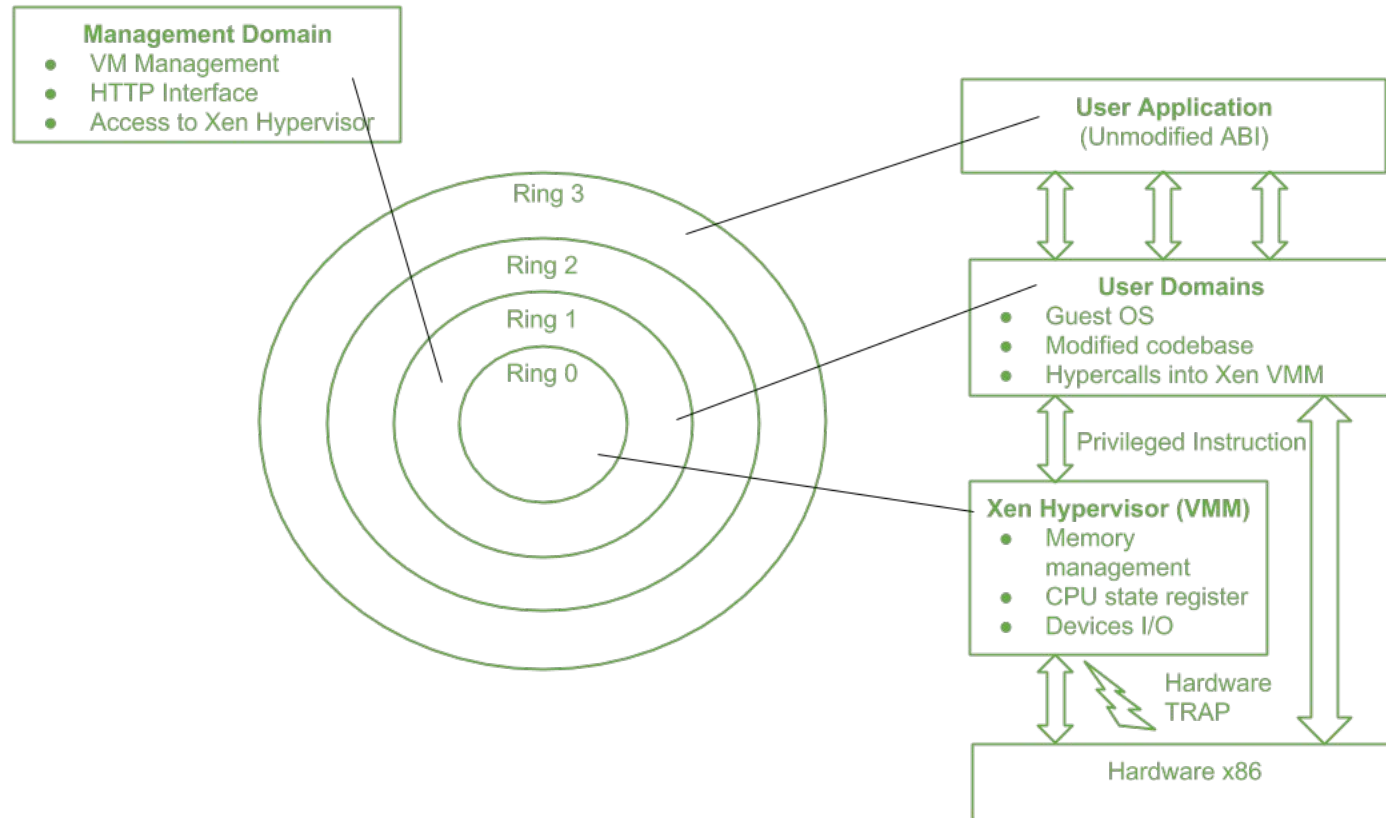 Management Domain
● VM Management
● HTTP Interface
● Access to Xen Hypervisor
Ring 3
Ring 2
Ring 1
Ring 0
User Application
(Unmodified ABI)
User Domains
● Guest OS
● Modified codebase
● Hypercalls into Xen VMM
Privileged Instruction
Xen Hypervisor (VMM)
● Memory
management
● CPU state register
● Devices I/O
Hardware
TRAP
Hardware x86